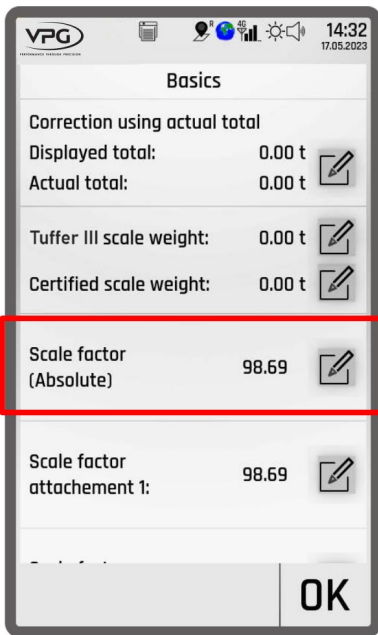 VPG
R
4G
14:32
17.05.2023
Basics
Correction using actual total
Displayed total: 0.00 t
Actual total: 0.00 t
Tuffer III scale weight: 0.00 t
Certified scale weight: 0.00 t
Scale factor
(Absolute) 98.69
Scale factor
attachement 1: 98.69
OK